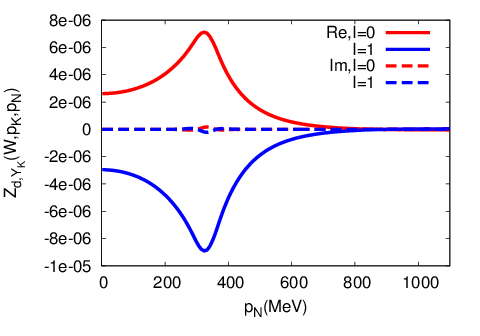 8e-06
6e-06
4e-06
2e-06
0
-2e-06
-4e-06
-6e-06
-8e-06
-1e-05
0 200 400 600 800 1000
Z_{d,Y_K}(W,p_K,p_N)
p_N(MeV)
Re,I=0
I=1
Im,I=0
I=1